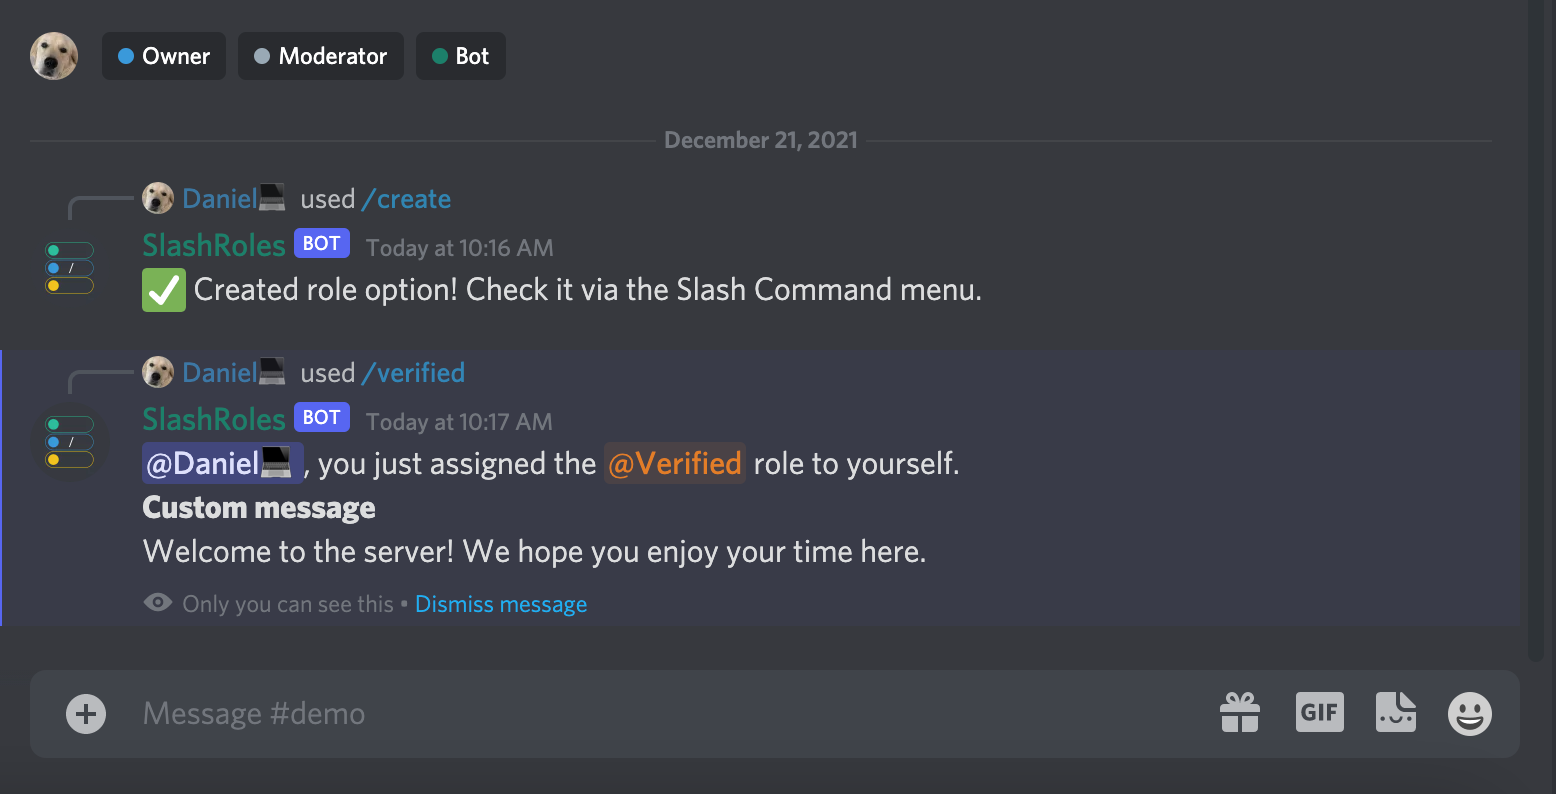 Owner Moderator Bot
December 21, 2021
Daniel💻 used /create
SlashRoles BOT Today at 10:16 AM
/
✅ Created role option! Check it via the Slash Command menu.
Daniel💻 used /verified
SlashRoles BOT Today at 10:17 AM
/
@Daniel💻, you just assigned the @Verified role to yourself.
Custom message
Welcome to the server! We hope you enjoy your time here.
Only you can see this • Dismiss message
Message #demo GIF